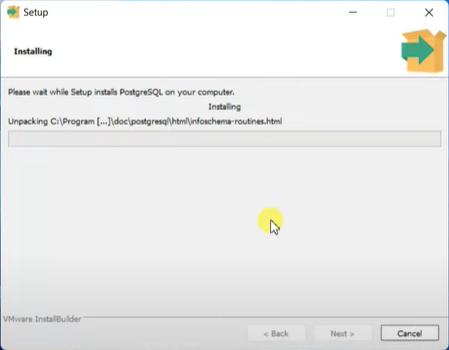 Setup
Installing
Please wait while Setup installs PostgreSQL on your computer.
Installing
Unpacking C:\Program [...]\doc\postgresql\html\infoschema-routines.html
VMware InstallBuilder
< Back
Next >
Cancel